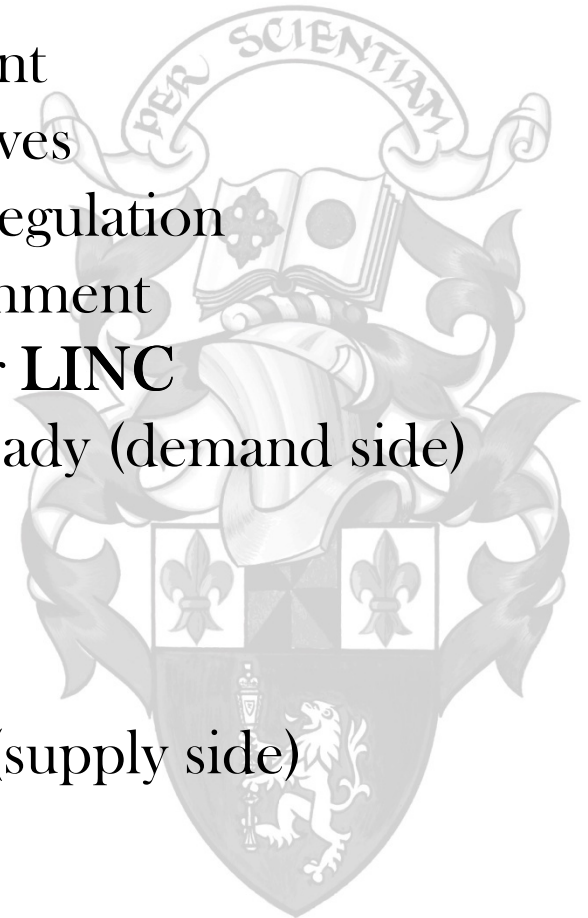 PER SCIENTIAM
nt
ves
egulation
nment
r LINC
ady (demand side)
(supply side)